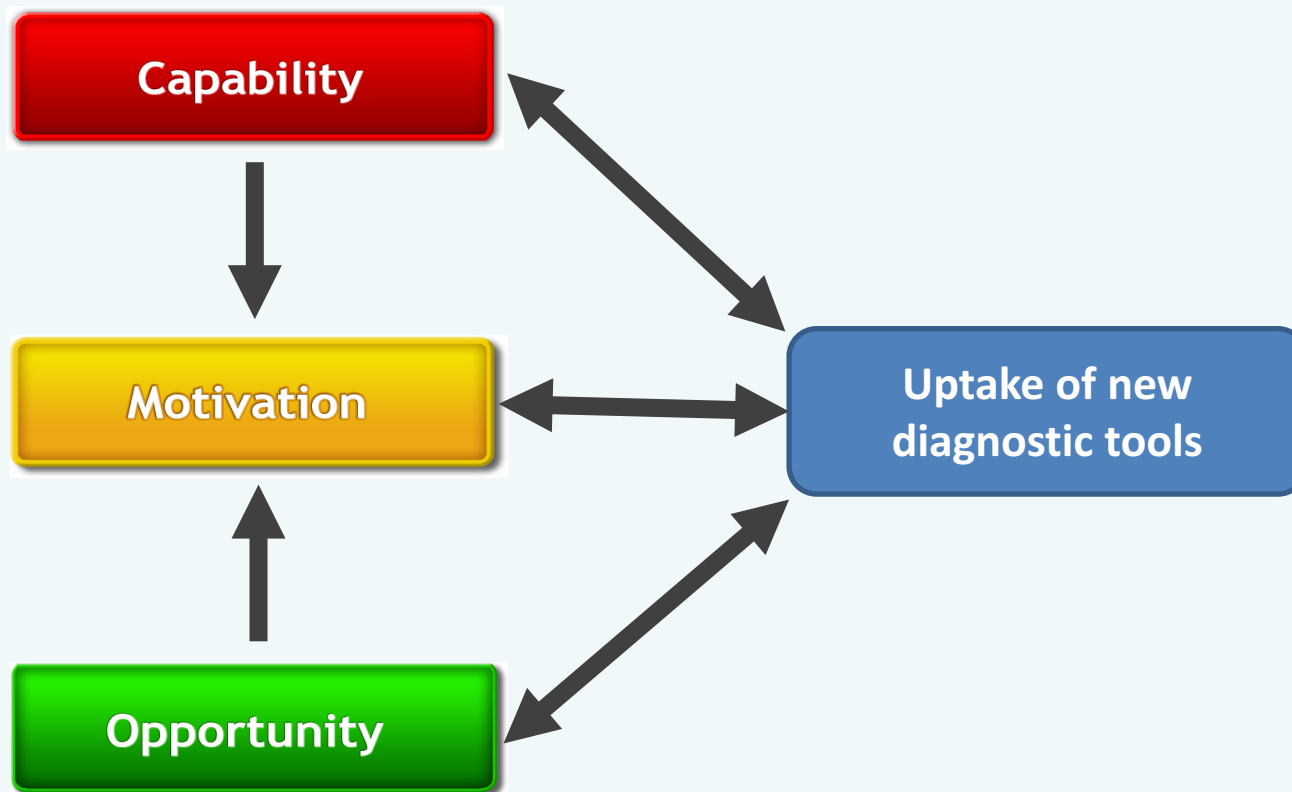 Capability
Motivation
Uptake of new
diagnostic tools
Opportunity